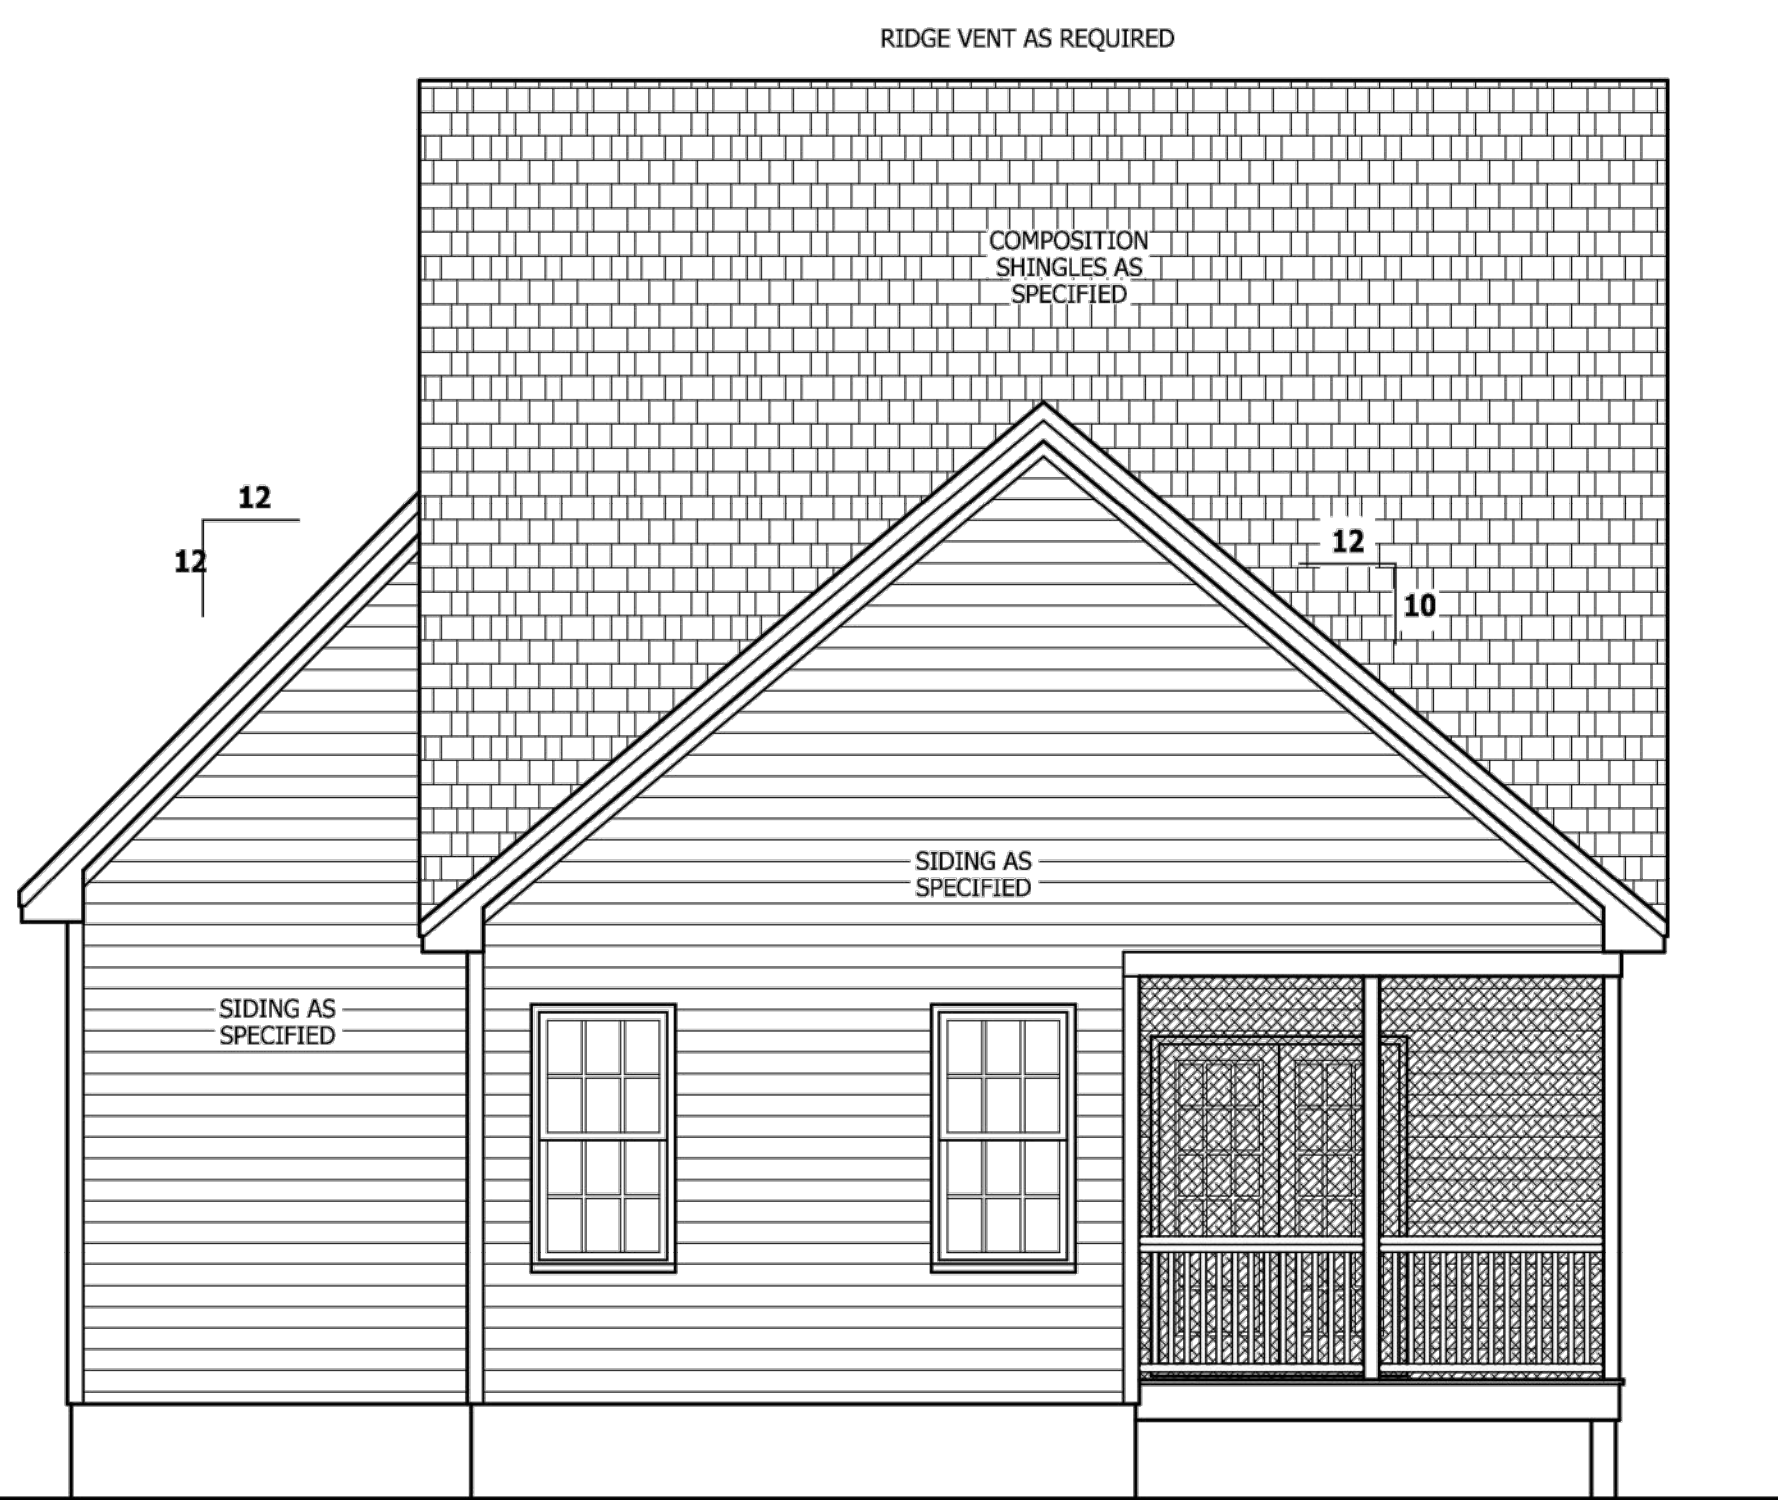 RIDGE VENT AS REQUIRED
COMPOSITION
SHINGLES AS
SPECIFIED
12
12
12
10
SIDING AS
SPECIFIED
SIDING AS
SPECIFIED